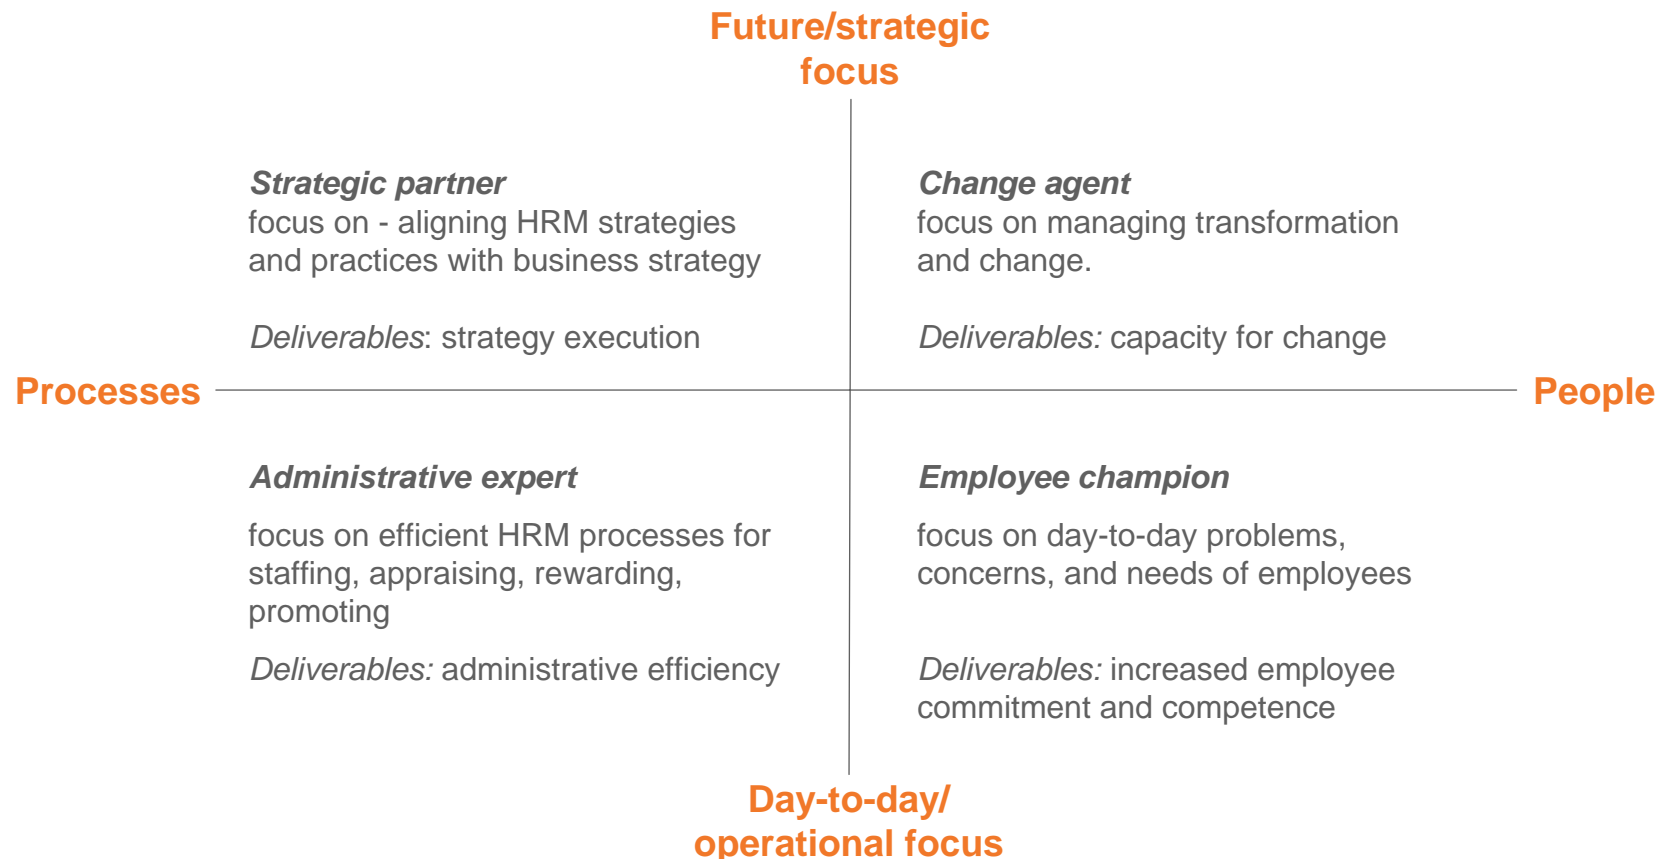 Future/strategic
focus
Strategic partner
focus on - aligning HRM strategies
and practices with business strategy
Deliverables: strategy execution
Change agent
focus on managing transformation
and change.
Deliverables: capacity for change
Processes
People
Administrative expert
focus on efficient HRM processes for
staffing, appraising, rewarding,
promoting
Deliverables: administrative efficiency
Employee champion
focus on day-to-day problems,
concerns, and needs of employees
Deliverables: increased employee
commitment and competence
Day-to-day/
operational focus